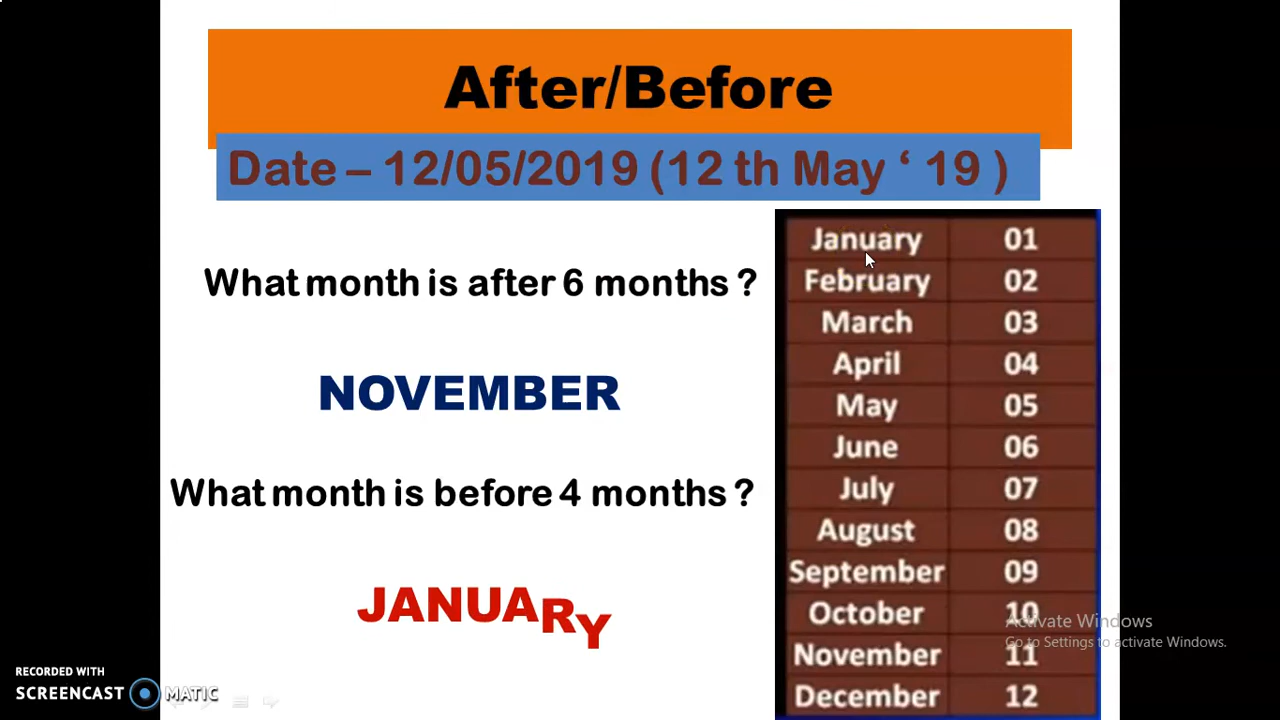 After/Before
Date – 12/05/2019 (12 th May ‘ 19 )
What month is after 6 months ?
NOVEMBER
What month is before 4 months ?
JANUARY
January 01
February 02
March 03
April 04
May 05
June 06
July 07
August 08
September 09
October 10
November 11
December 12
Activate Windows
Go to Settings to activate Windows.
RECORDED WITH
SCREENCAST MATIC